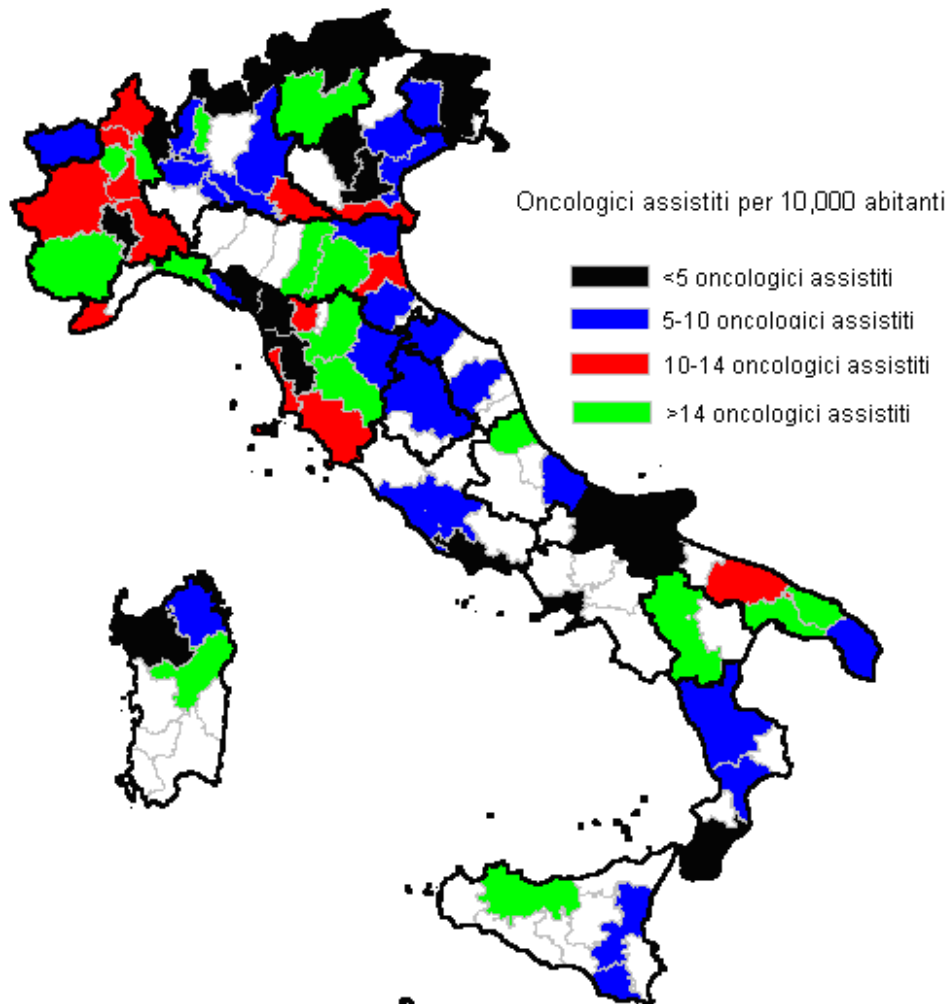 Oncologici assistiti per 10,000 abitanti
<5 oncologici assistiti
5-10 oncologici assistiti
10-14 oncologici assistiti
>14 oncologici assistiti